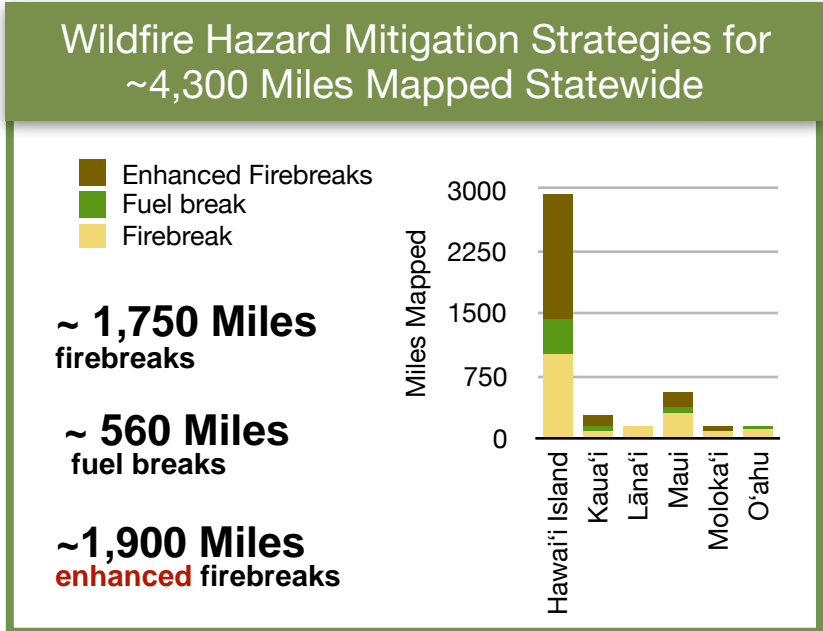 Wildfire Hazard Mitigation Strategies for
~4,300 Miles Mapped Statewide
Enhanced Firebreaks
Fuel break
Firebreak
~ 1,750 Miles
firebreaks
~ 560 Miles
fuel breaks
~1,900 Miles
enhanced firebreaks
Miles Mapped
3000
2250
1500
750
0
Hawaiʻi Island
Kauaʻi
Lānaʻi
Maui
Molokaʻi
Oʻahu